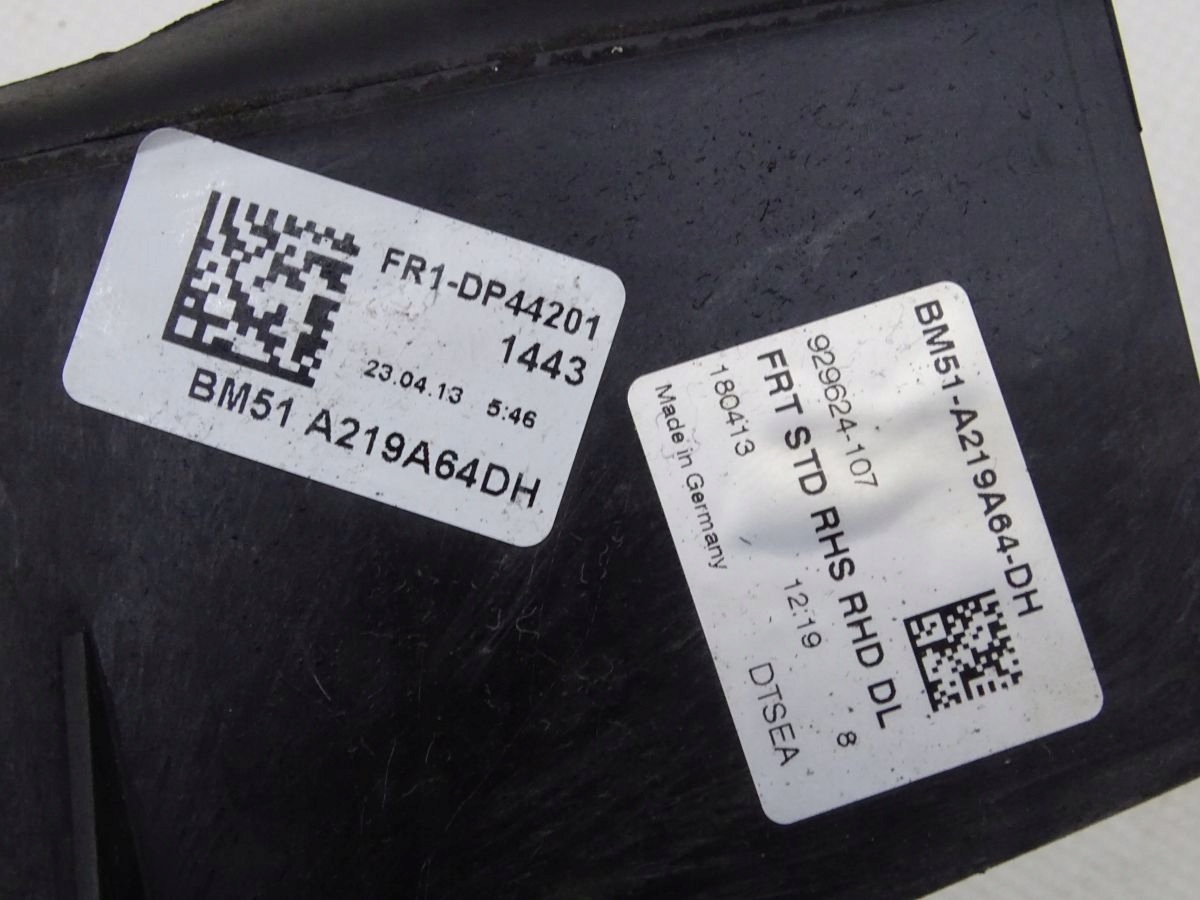 FR1-DP44201
1443
23.04.13 5:46
BM51 A219A64DH
BM51-A219A64-DH
929624-107
FRT STD RHS RHD DL
8
180413 12:19 DTSEA
Made in Germany